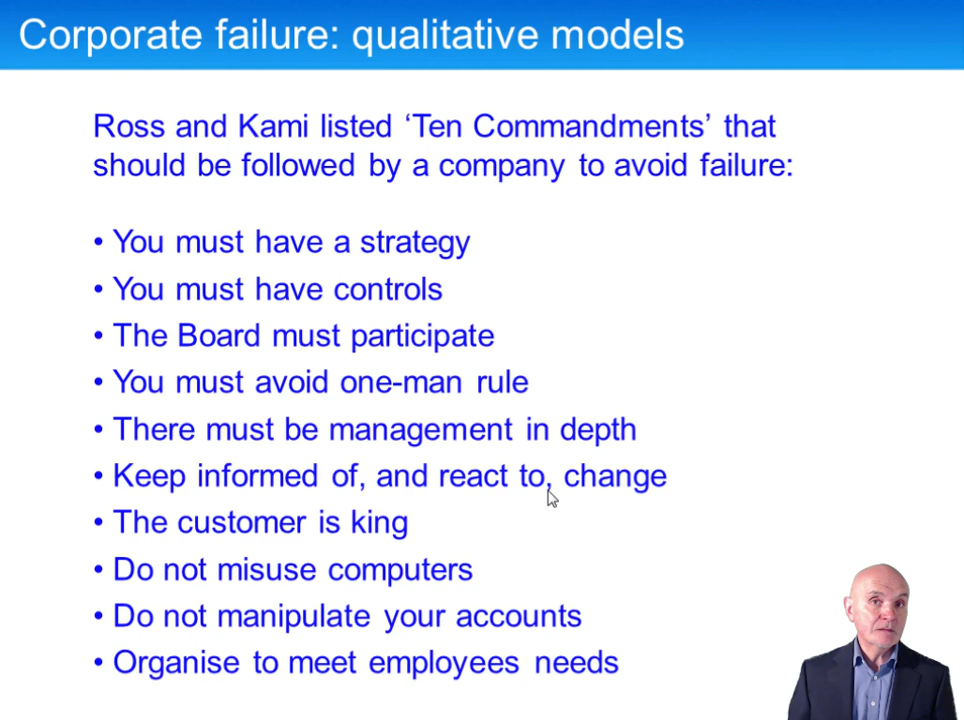 Corporate failure: qualitative models
Ross and Kami listed ‘Ten Commandments’ that
should be followed by a company to avoid failure:
• You must have a strategy
• You must have controls
• The Board must participate
• You must avoid one-man rule
• There must be management in depth
• Keep informed of, and react to, change
• The customer is king
• Do not misuse computers
• Do not manipulate your accounts
• Organise to meet employees needs